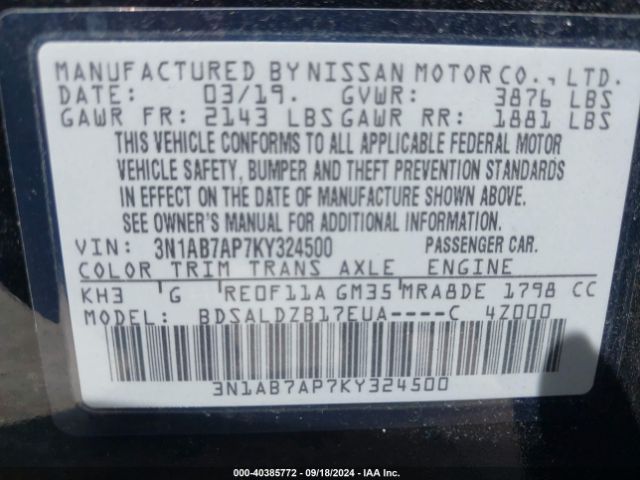 MANUFACTURED BY NISSAN MOTOR CO., LTD.
DATE: 03/19. GVWR: 3876 LBS
GAWR FR: 2143 LBS GAWR RR: 1881 LBS
THIS VEHICLE CONFORMS TO ALL APPLICABLE FEDERAL MOTOR
VEHICLE SAFETY, BUMPER AND THEFT PREVENTION STANDARDS
IN EFFECT ON THE DATE OF MANUFACTURE SHOWN ABOVE.
SEE OWNER'S MANUAL FOR ADDITIONAL INFORMATION.
VIN: 3N1AB7AP7KY324500 PASSENGER CAR.
COLOR TRIM TRANS AXLE ENGINE
KH3 G RE0F11A GM35 MRA8DE 1798 CC
MODEL: BDSALDZB17EUA----C 4Z000
3N1AB7AP7KY324500
000-40385772 - 09/18/2024 - IAA Inc.